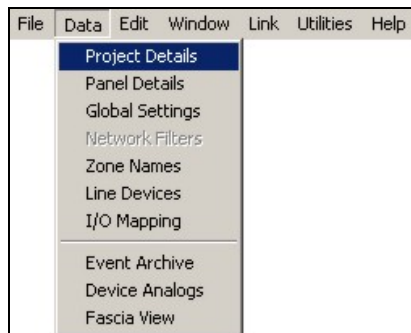 File Data Edit Window Link Utilities Help
Project Details
Panel Details
Global Settings
Network Filters
Zone Names
Line Devices
I/O Mapping
Event Archive
Device Analogs
Fascia View